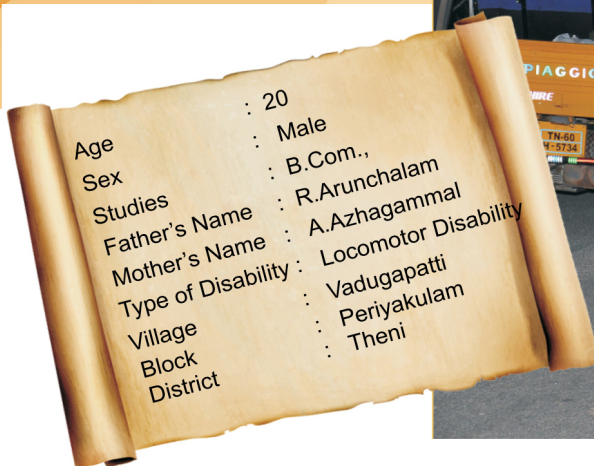 Age : 20
Sex : Male
Studies : B.Com.,
Father's Name : R.Arunchalam
Mother's Name : A.Azhagammal
Type of Disability : Locomotor Disability
Village : Vadugapatti
Block : Periyakulam
District : Theni
PIAGGIO
TN-60
H-5734